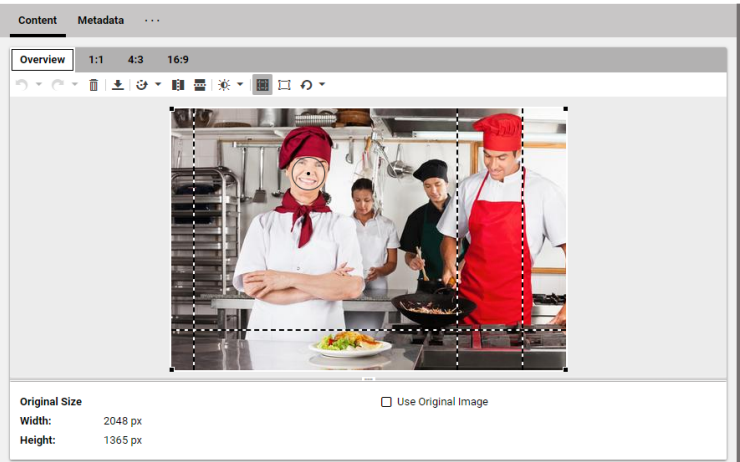 Content Metadata ...
Overview 1:1 4:3 16:9
Original Size
Use Original Image
Width: 2048 px
Height: 1365 px